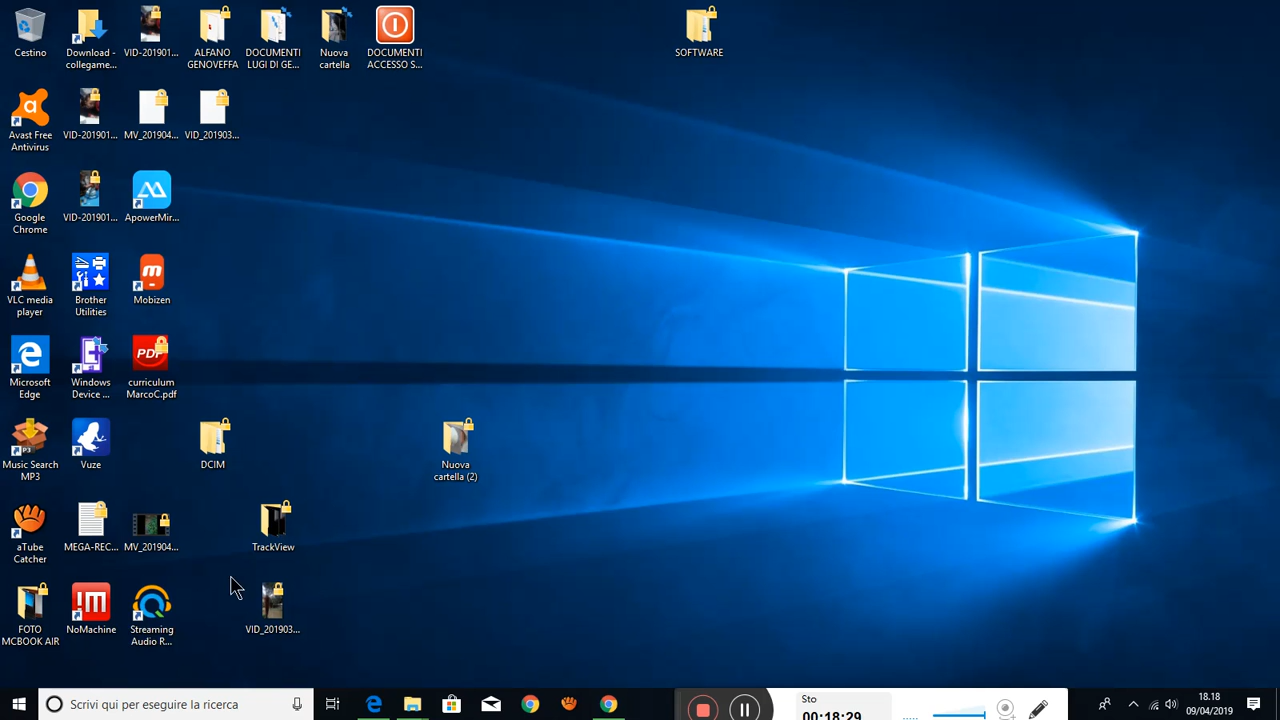 Cestino
Download -
collegame...
VID-201901...
ALFANO
GENOVEFFA
DOCUMENTI
LUGI DI GE...
Nuova
cartella
DOCUMENTI
ACCESSO S...
SOFTWARE
Avast Free
Antivirus
VID-201901...
MV_201904...
VID_201903...
Google
Chrome
VID-201901...
ApowerMir...
VLC media
player
Brother
Utilities
Mobizen
Microsoft
Edge
Windows
Device ...
PDF
curriculum
MarcoC.pdf
Music Search
MP3
Vuze
DCIM
Nuova
cartella (2)
aTube
Catcher
MEGA-REC...
MV_201904...
TrackView
FOTO
MCBOOK AIR
NoMachine
Streaming
Audio R...
VID_201903...
Scrivi qui per eseguire la ricerca
Sto
00:18:29
18.18
09/04/2019